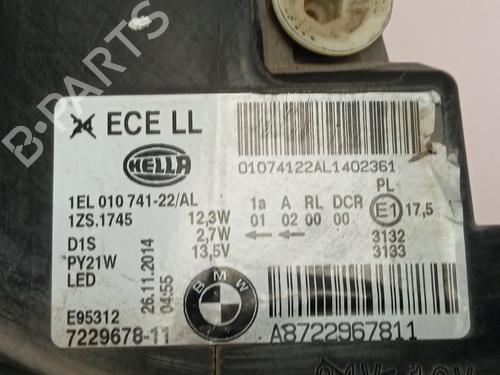 B-PARTS
24 ECE LL
HELLA
01074122AL1402361
1EL 010 741-22/AL
1ZS.1745
12,3W
2,7W
13,5V
1a A RL DCR
01 02 00 00
PL
E1 17,5
3132
3133
D1S
PY21W
LED
26.11.2014
04:55
BMW
E95312
7229678-11
A8722967811